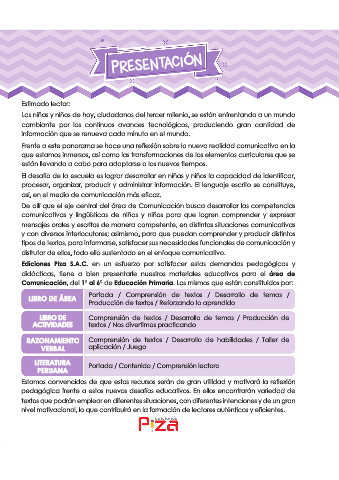 PRESENTACIÓN
Estimado lector:
Los niños y niñas de hoy, ciudadanos del tercer milenio, se están enfrentando a un mundo
cambiante por los continuos avances tecnológicos, produciendo gran cantidad de
información que se renueva cada minuto en el mundo.
Frente a este panorama se hace una reflexión sobre la nueva realidad comunicativa en la
que estamos inmersos, así como las transformaciones de los elementos curriculares que se
están llevando a cabo para adaptarse a los nuevos tiempos.
El desafío de la escuela es lograr desarrollar en niños y niñas la capacidad de identificar,
procesar, organizar, producir y administrar información. El lenguaje escrito se constituye,
así, en el medio de comunicación más eficaz.
De allí que el eje central del área de Comunicación busca desarrollar las competencias
comunicativas y lingüísticas de niños y niñas para que logren comprender y expresar
mensajes orales y escritos de manera competente, en distintas situaciones comunicativas
y con diversos interlocutores; asimismo, para que puedan comprender y producir distintos
tipos de textos, para informarse, satisfacer sus necesidades funcionales de comunicación y
disfrutar de ellos, todo ello sustentado en el enfoque comunicativo.
Ediciones Piza S.A.C. en un esfuerzo por satisfacer estas demandas pedagógicas y
didácticas, tiene a bien presentarle nuestros materiales educativos para el área de
Comunicación, del 1° al 6° de Educación Primaria. Los mismos que están constituidos por:
LIBRO DE ÁREA
Portada / Comprensión de textos / Desarrollo de temas /
Producción de textos / Reforzando lo aprendido
LIBRO DE
ACTIVIDADES
Comprensión de textos / Desarrollo de temas / Producción de
textos / Nos divertimos practicando
RAZONAMIENTO
VERBAL
Comprensión de textos / Desarrollo de habilidades / Taller de
aplicación / Juego
LITERATURA
PERUANA
Portada / Contenido / Comprensión lectora
Estamos convencidos de que estos recursos serán de gran utilidad y motivará la reflexión
pedagógica frente a estos nuevos desafíos educativos. En ellos encontrarán variedad de
textos que podrán emplear en diferentes situaciones, con diferentes intenciones y de un gran
nivel motivacional, lo que contribuirá en la formación de lectores auténticos y eficientes.
Piza